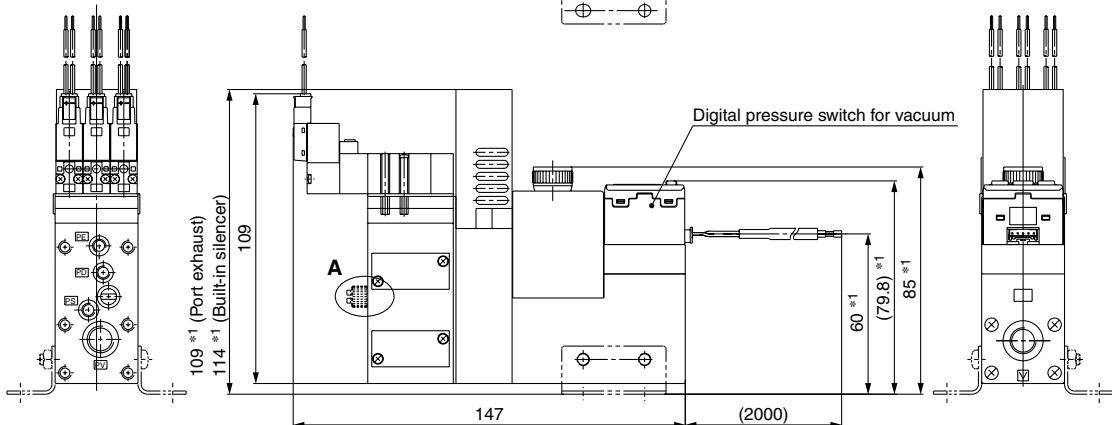 Digital pressure switch for vacuum
PE
PD
PS
PV
109 *1 (Port exhaust)
114 *1 (Built-in silencer)
109
A
60 *1
(79.8) *1
85 *1
V
147
(2000)